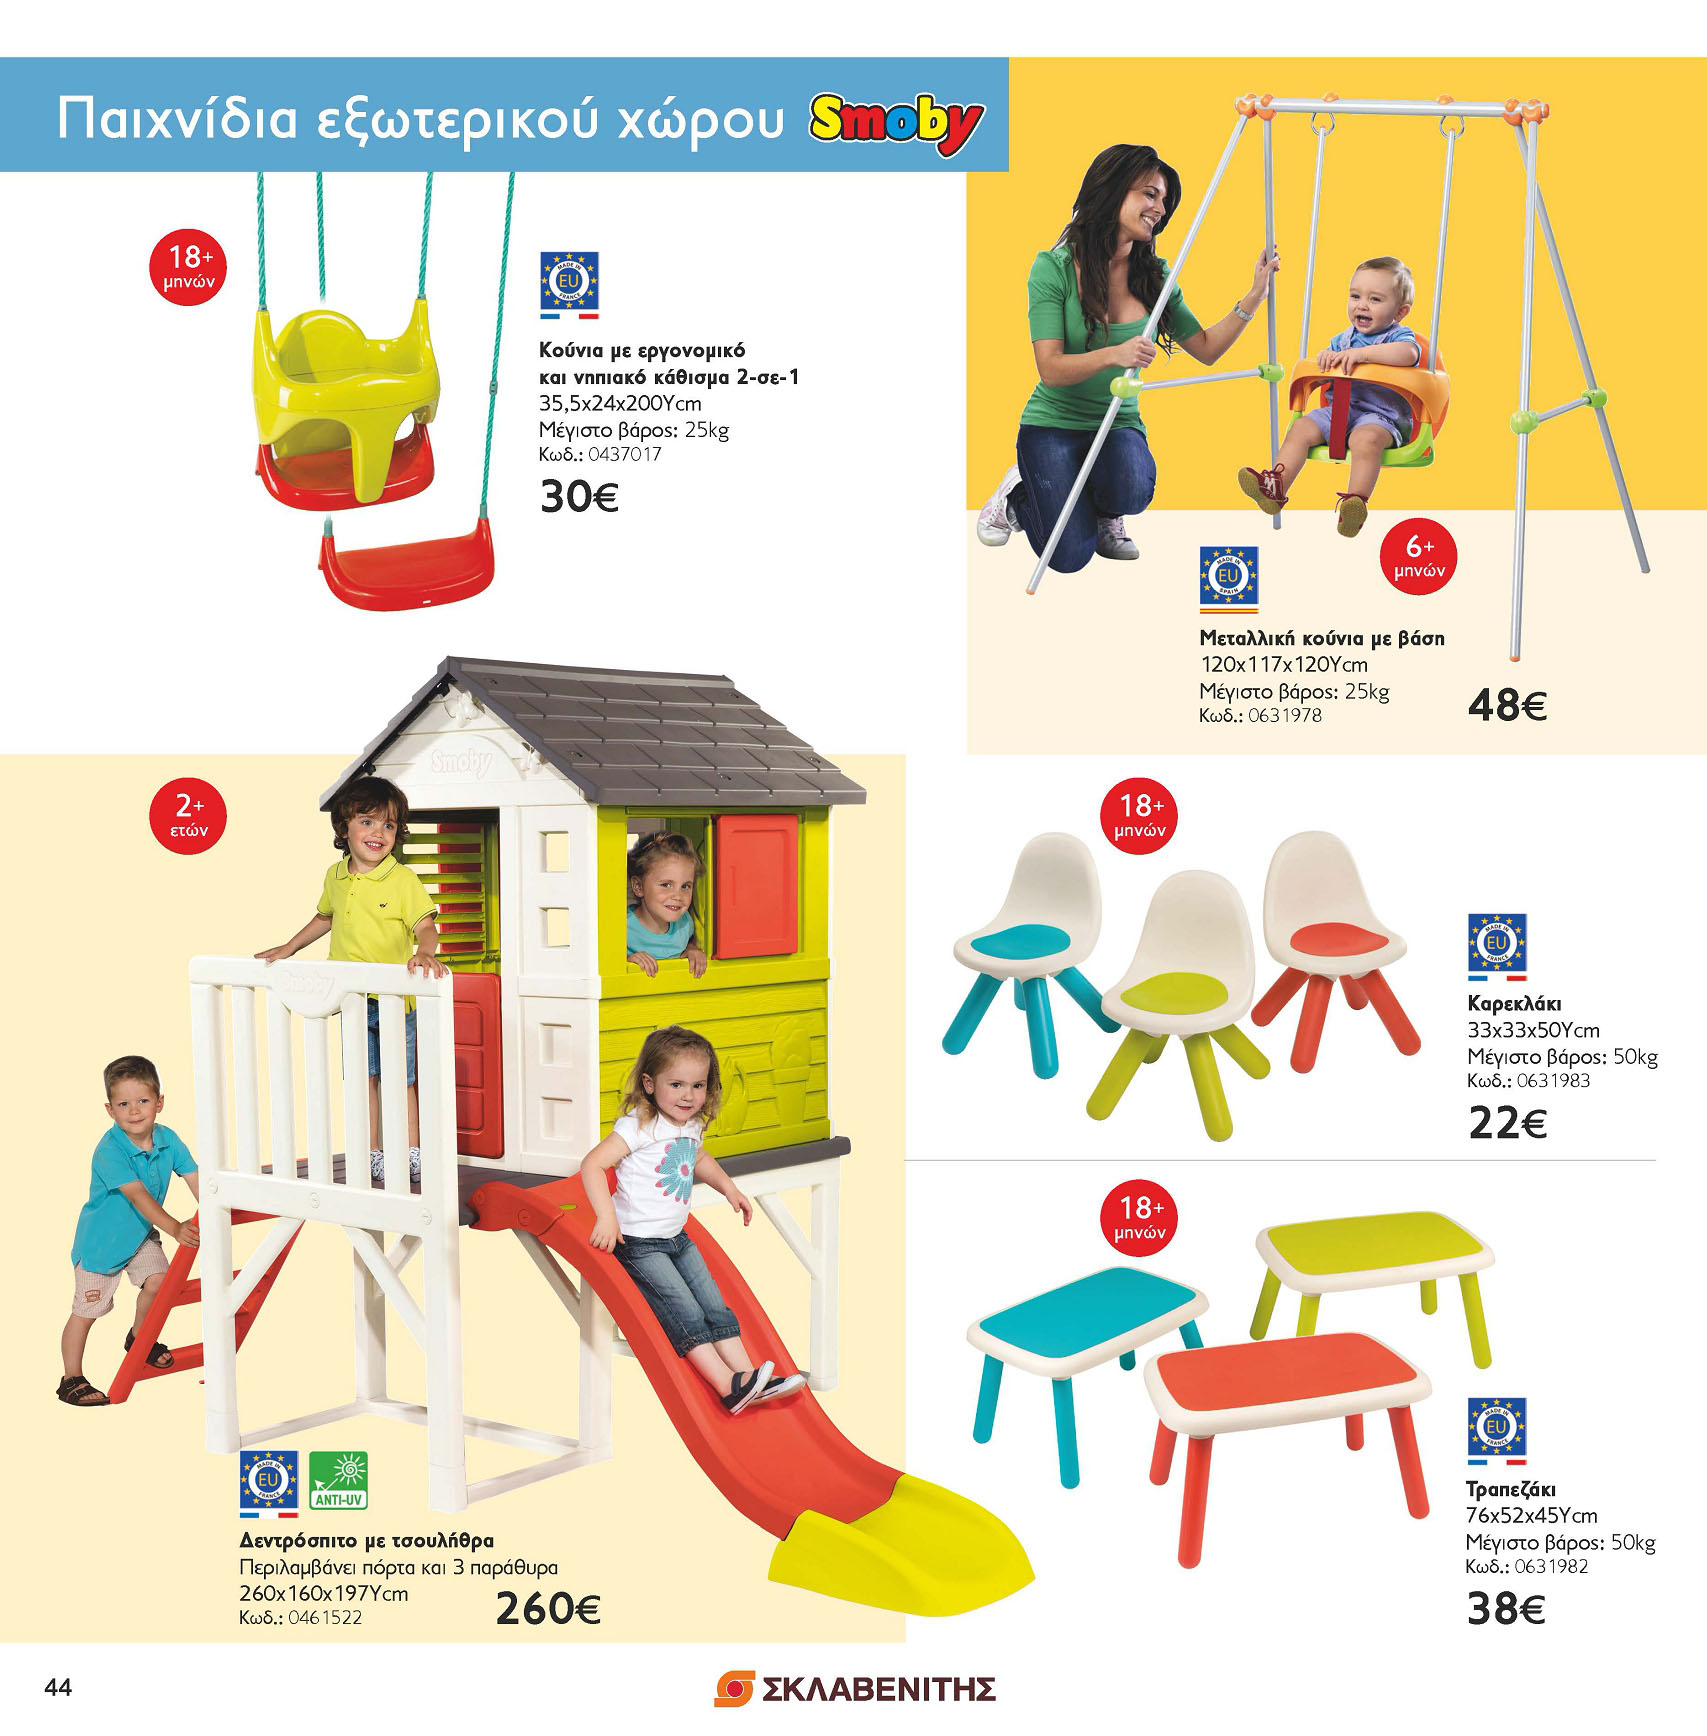 Παιχνίδια εξωτερικού χώρου Smoby
18+
μηνών
MADE IN
EU
FRANCE
Κούνια με εργονομικό
και νηπιακό κάθισμα 2-σε-1
35,5x24x200Υcm
Μέγιστο βάρος: 25kg
Κωδ.: 0437017
30€
6+
μηνών
MADE IN
EU
SPAIN
Μεταλλική κούνια με βάση
120x117x120Υcm
Μέγιστο βάρος: 25kg
Κωδ.: 0631978
48€
2+
ετών
Smoby
Smoby
MADE IN
EU
FRANCE
ANTI-UV
Δεντρόσπιτο με τσουλήθρα
Περιλαμβάνει πόρτα και 3 παράθυρα
260x160x197Υcm
Κωδ.: 0461522
260€
18+
μηνών
MADE IN
EU
FRANCE
Καρεκλάκι
33x33x50Υcm
Μέγιστο βάρος: 50kg
Κωδ.: 0631983
22€
18+
μηνών
MADE IN
EU
FRANCE
Τραπεζάκι
76x52x45Υcm
Μέγιστο βάρος: 50kg
Κωδ.: 0631982
38€
44
ΣΚΛΑΒΕΝΙΤΗΣ